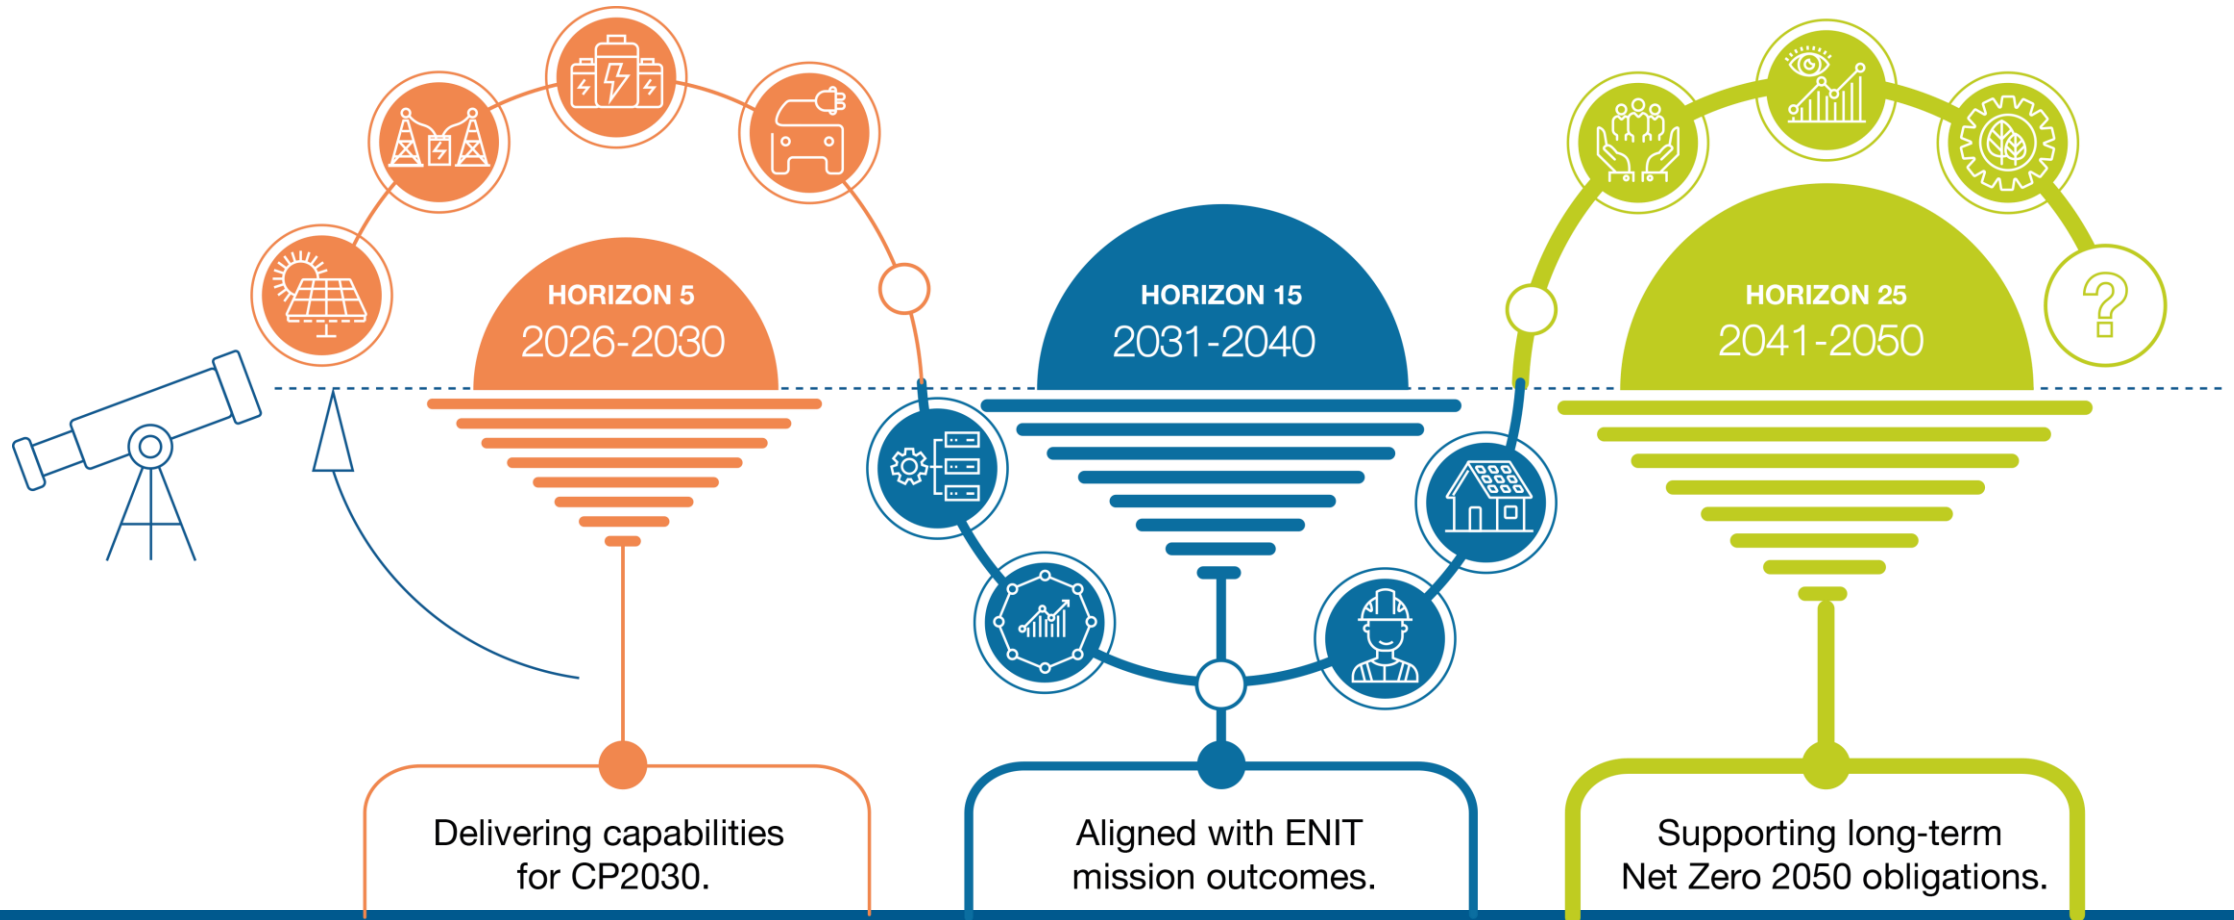 HORIZON 5
2026-2030
HORIZON 15
2031-2040
HORIZON 25
2041-2050
?
Delivering capabilities
for CP2030.
Aligned with ENIT
mission outcomes.
Supporting long-term
Net Zero 2050 obligations.